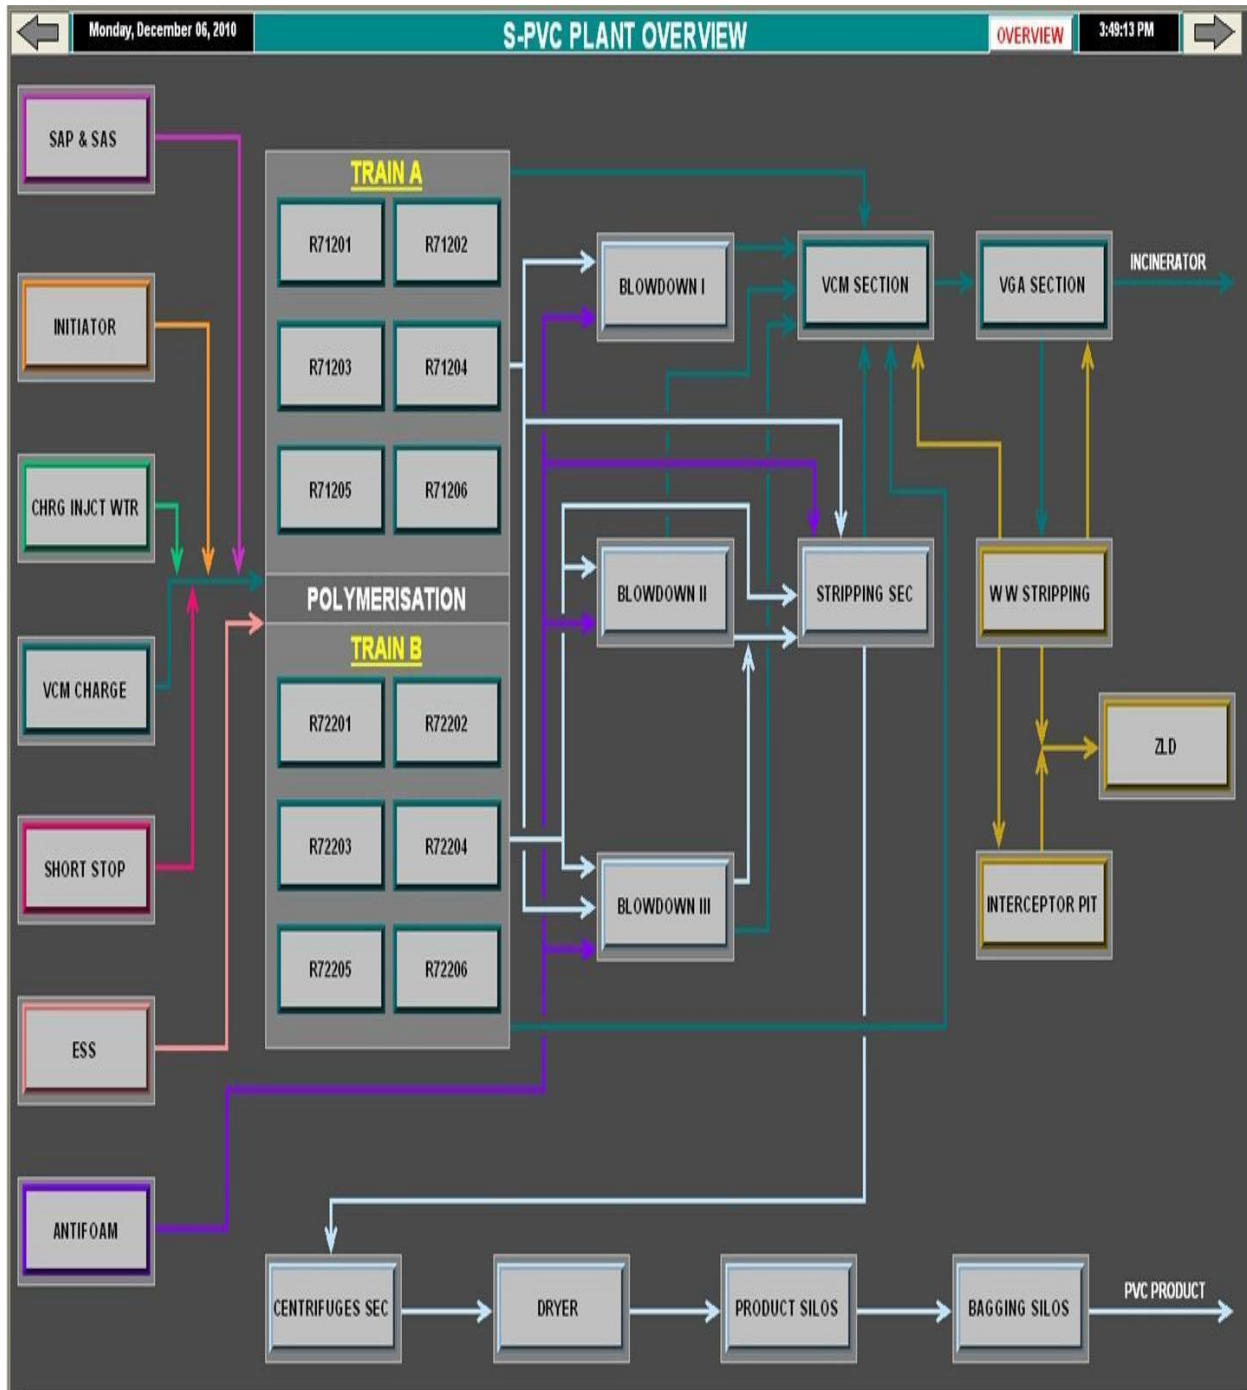 Monday, December 06, 2010
S-PVC PLANT OVERVIEW
OVERVIEW
3:49:13 PM
SAP & SAS
INITIATOR
CHRG INJCT WTR
VCM CHARGE
SHORT STOP
ESS
ANTIFOAM
TRAIN A
R71201 R71202
R71203 R71204
R71205 R71206
POLYMERISATION
TRAIN B
R72201 R72202
R72203 R72204
R72205 R72206
BLOWDOWN I
BLOWDOWN II
BLOWDOWN III
VCM SECTION
VGA SECTION
INCINERATOR
STRIPPING SEC
WW STRIPPING
ZLD
INTERCEPTOR PIT
CENTRIFUGES SEC
DRYER
PRODUCT SILOS
BAGGING SILOS
PVC PRODUCT